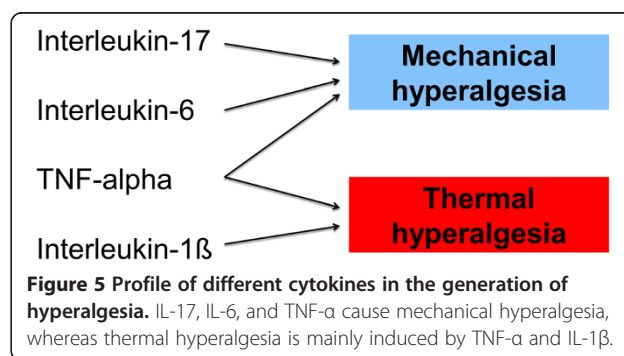 Interleukin-17
Mechanical
hyperalgesia
Interleukin-6
TNF-alpha
Thermal
hyperalgesia
Interleukin-1ß
Figure 5 Profile of different cytokines in the generation of
hyperalgesia. IL-17, IL-6, and TNF-α cause mechanical hyperalgesia,
whereas thermal hyperalgesia is mainly induced by TNF-α and IL-1β.